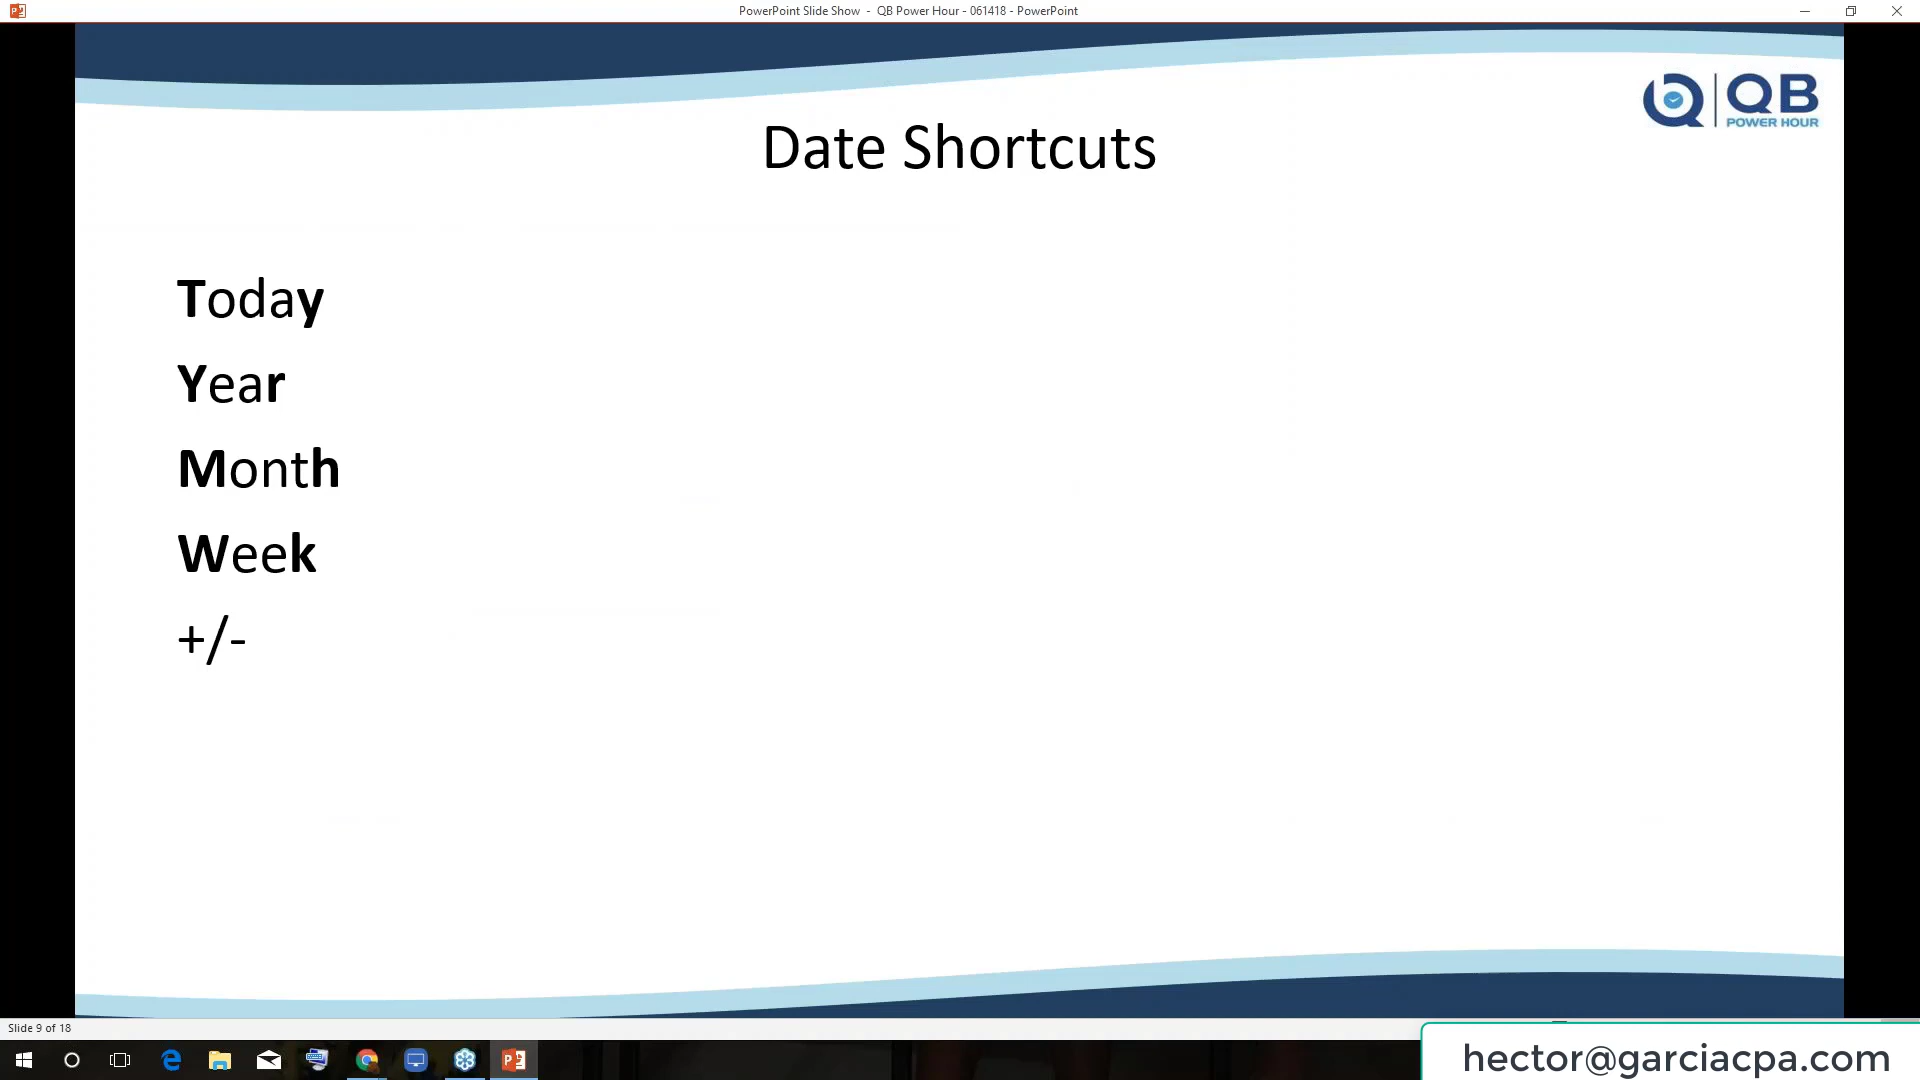 PowerPoint Slide Show - QB Power Hour - 061418 - PowerPoint
QB
POWER HOUR
Date Shortcuts
Today
Year
Month
Week
+/-
Slide 9 of 18
hector@garciacpa.com